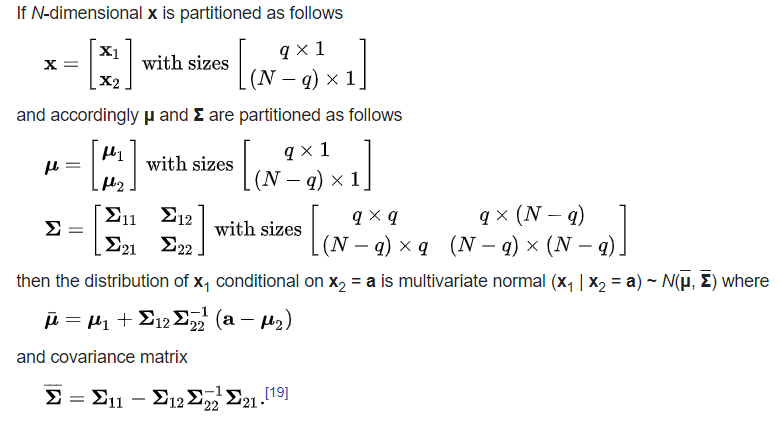 If N-dimensional x is partitioned as follows
x = [x₁ x₂] with sizes [q × 1 (N − q) × 1]
and accordingly μ and Σ are partitioned as follows
μ = [μ₁ μ₂] with sizes [q × 1 (N − q) × 1]
Σ = [Σ₁₁ Σ₁₂ Σ₂₁ Σ₂₂] with sizes [q × q q × (N − q) (N − q) × q (N − q) × (N − q)].
then the distribution of x₁ conditional on x₂ = a is multivariate normal (x₁ | x₂ = a) ~ N(μ̅, Σ̅) where
μ̄ = μ₁ + Σ₁₂Σ₂₂⁻¹ (a − μ₂)
and covariance matrix
Σ̅ = Σ₁₁ − Σ₁₂Σ₂₂⁻¹Σ₂₁.[19]